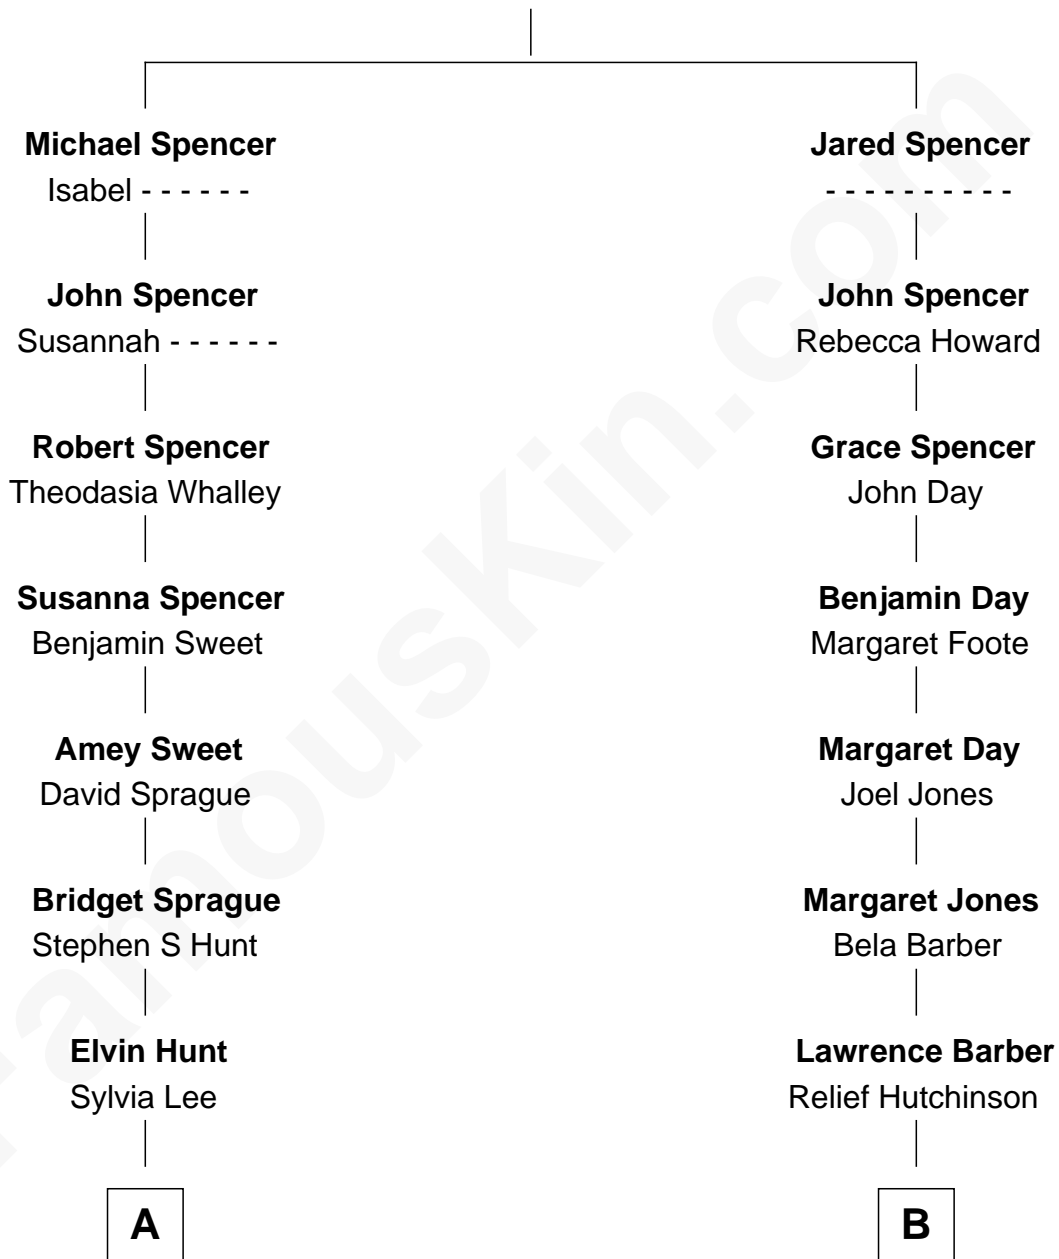 Michael Spencer
Isabel - - - - - -
John Spencer
Susannah - - - - - -
Robert Spencer
Theodasia Whalley
Susanna Spencer
Benjamin Sweet
Amey Sweet
David Sprague
Bridget Sprague
Stephen S Hunt
Elvin Hunt
Sylvia Lee
A
Jared Spencer
- - - - - - - - - -
John Spencer
Rebecca Howard
Grace Spencer
John Day
Benjamin Day
Margaret Foote
Margaret Day
Joel Jones
Margaret Jones
Bela Barber
Lawrence Barber
Relief Hutchinson
B
FamousKin.com